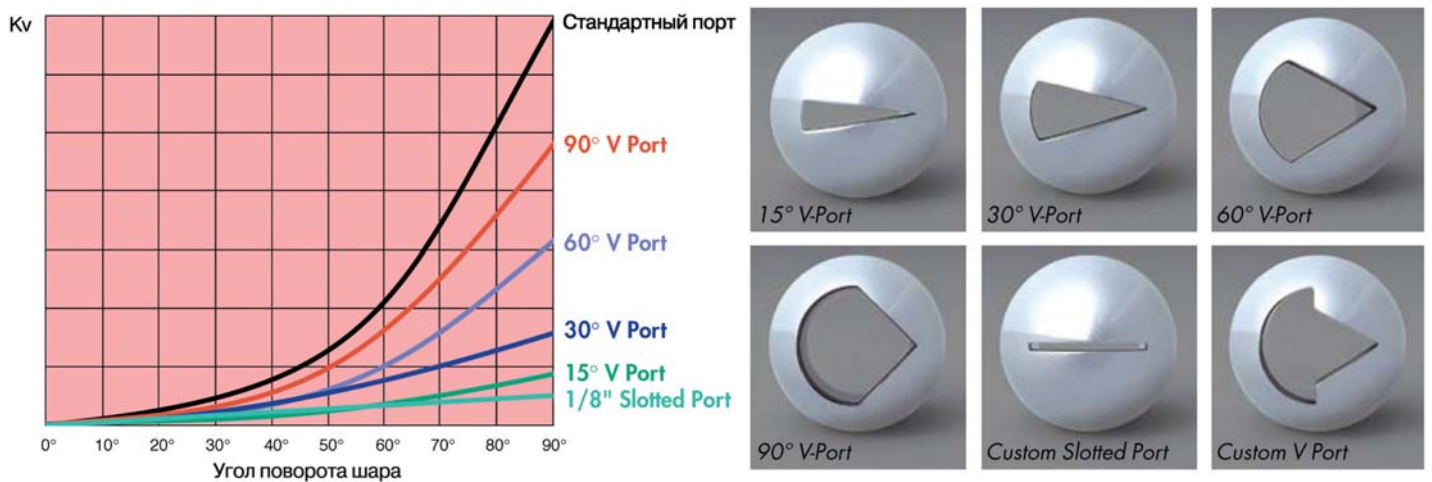 Kv
Стандартный порт
90° V Port
60° V Port
30° V Port
15° V Port
1/8" Slotted Port
0° 10° 20° 30° 40° 50° 60° 70° 80° 90°
Угол поворота шара
15° V-Port
30° V-Port
60° V-Port
90° V-Port
Custom Slotted Port
Custom V Port